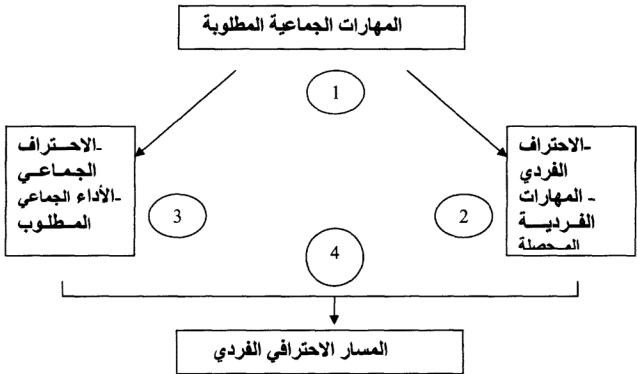 المهارات الجماعية المطلوبة
1
-الاحتراف
الفردي
- المهارات
الفردية
المحصلة
-الاحتراف
الجماعي
-الأداء الجماعي
المطلوب
2
3
4
المسار الاحترافي الفردي